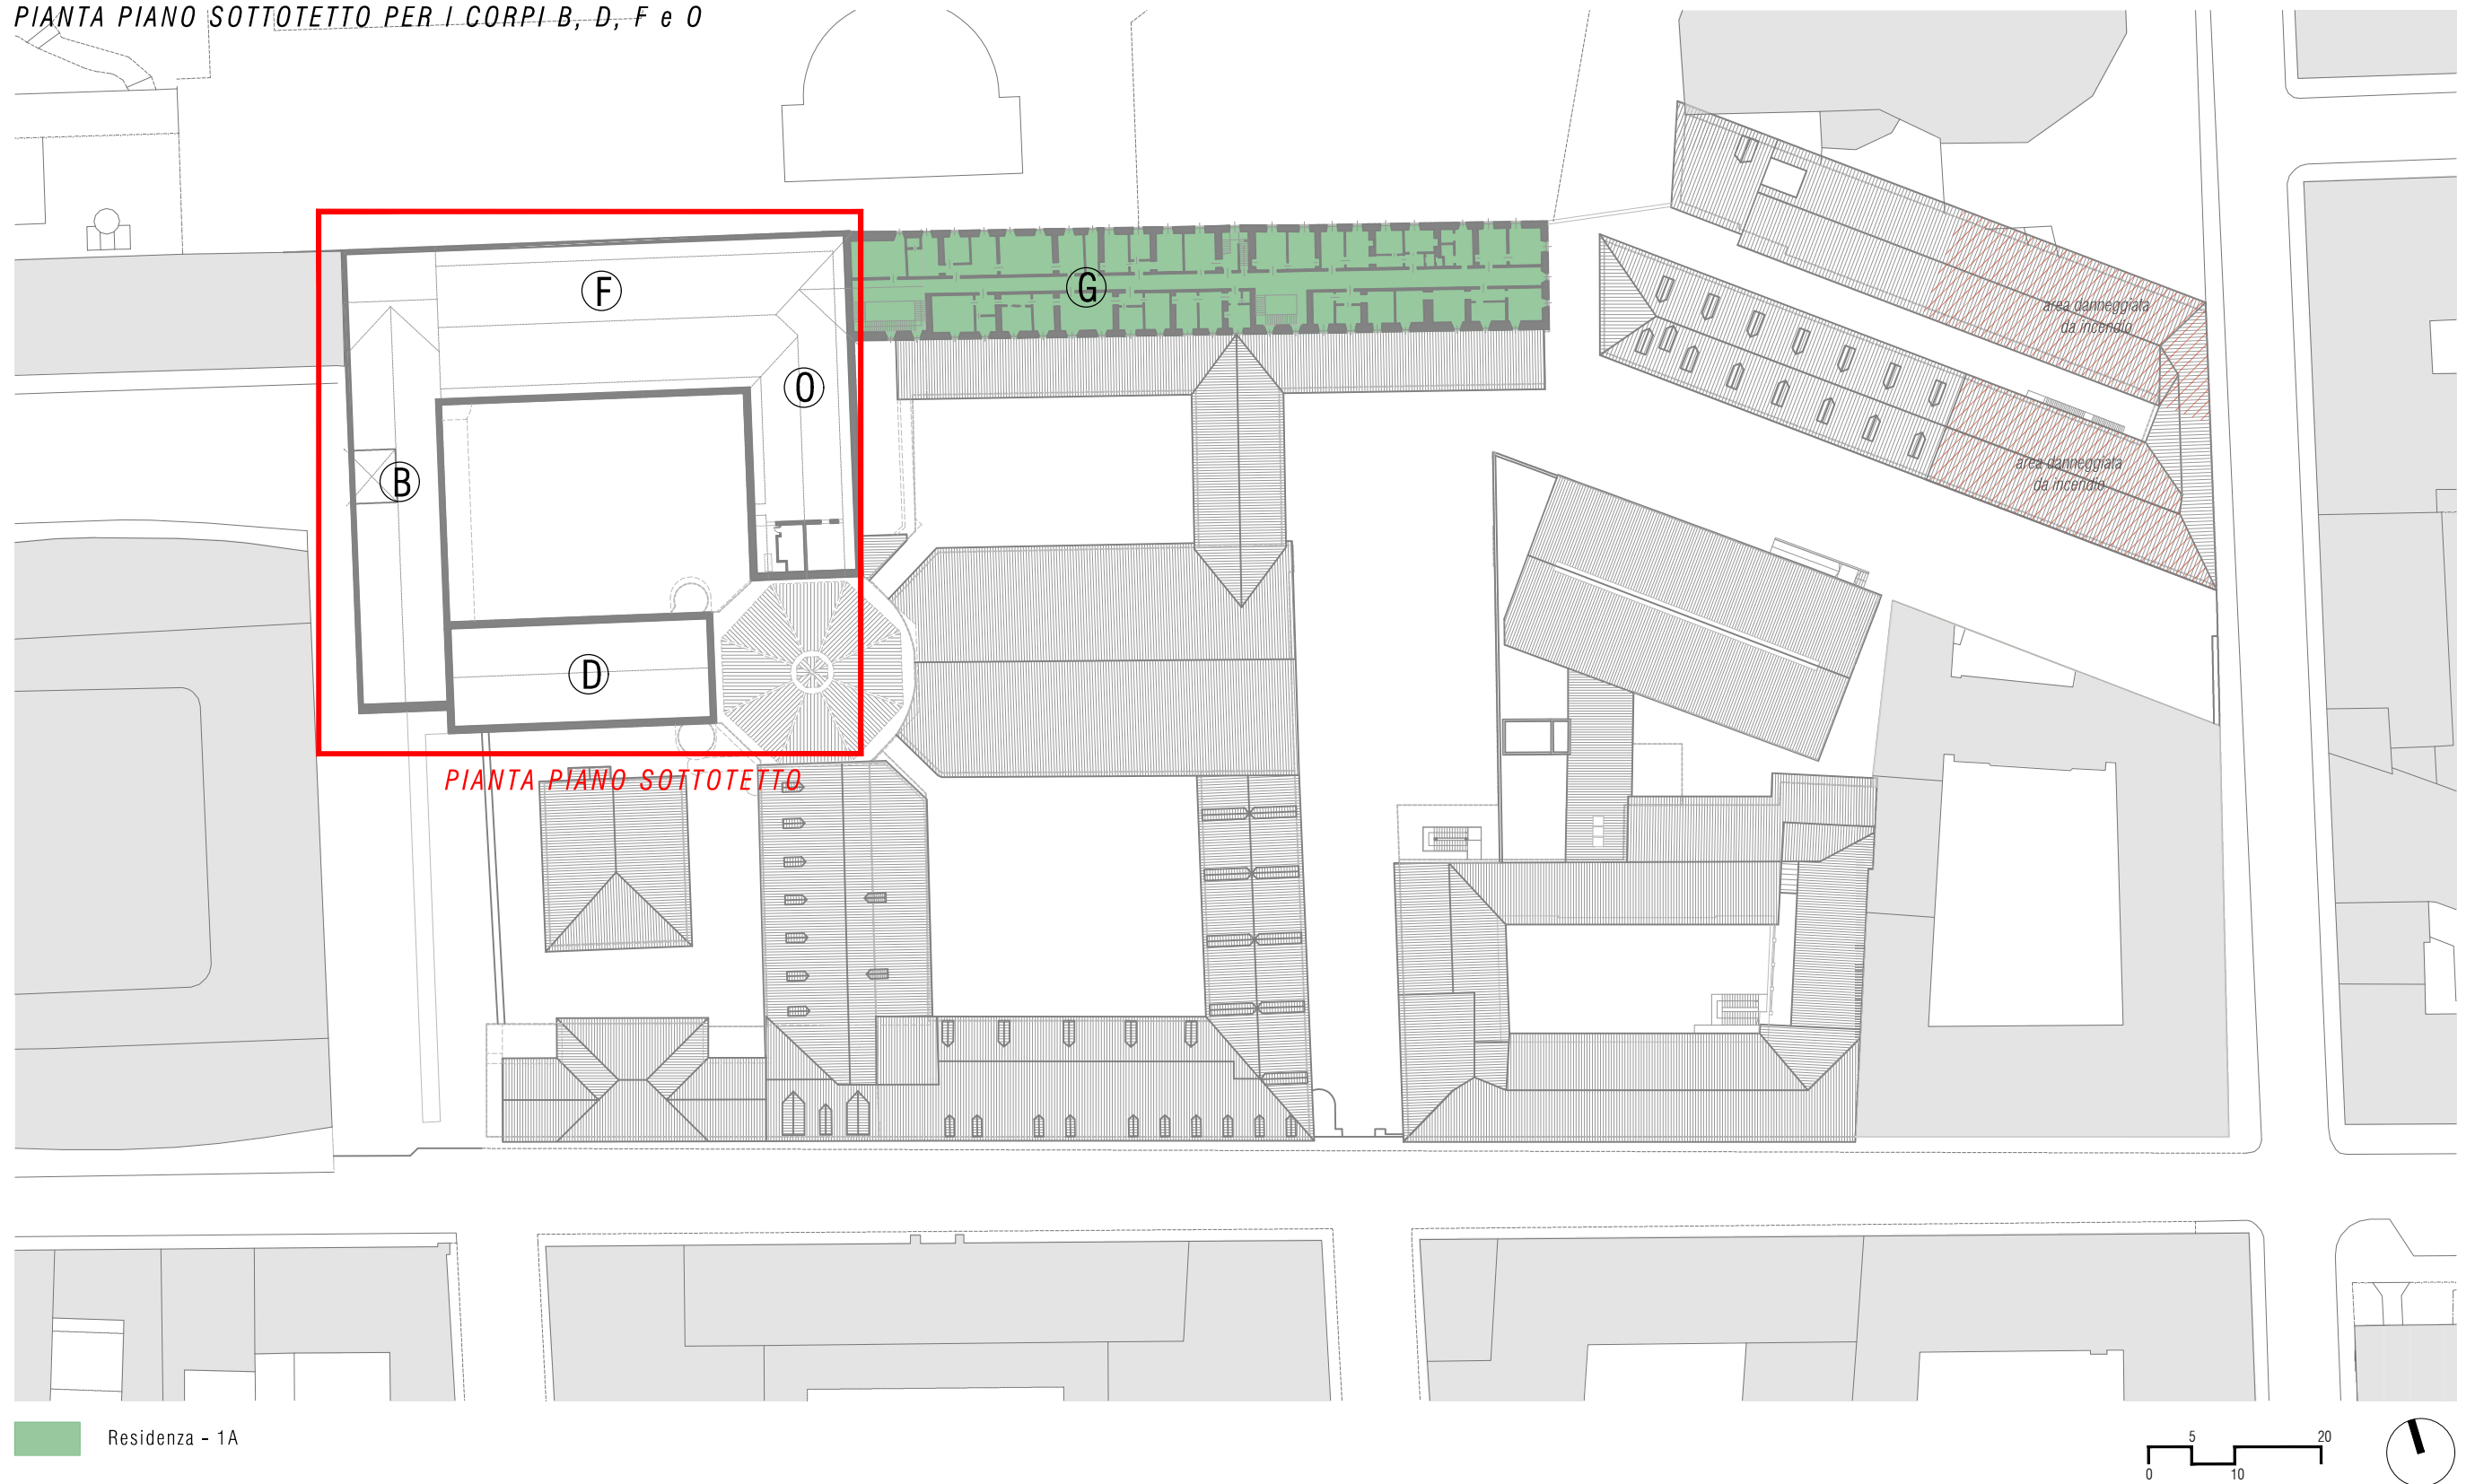 PIANTA PIANO SOTTOTETTO PER I CORPI B, D, F e O
F
G
area danneggiata
da incendio
O
B
area danneggiata
da incendio
D
PIANTA PIANO SOTTOTETTO
Residenza - 1A
5 20
0 10